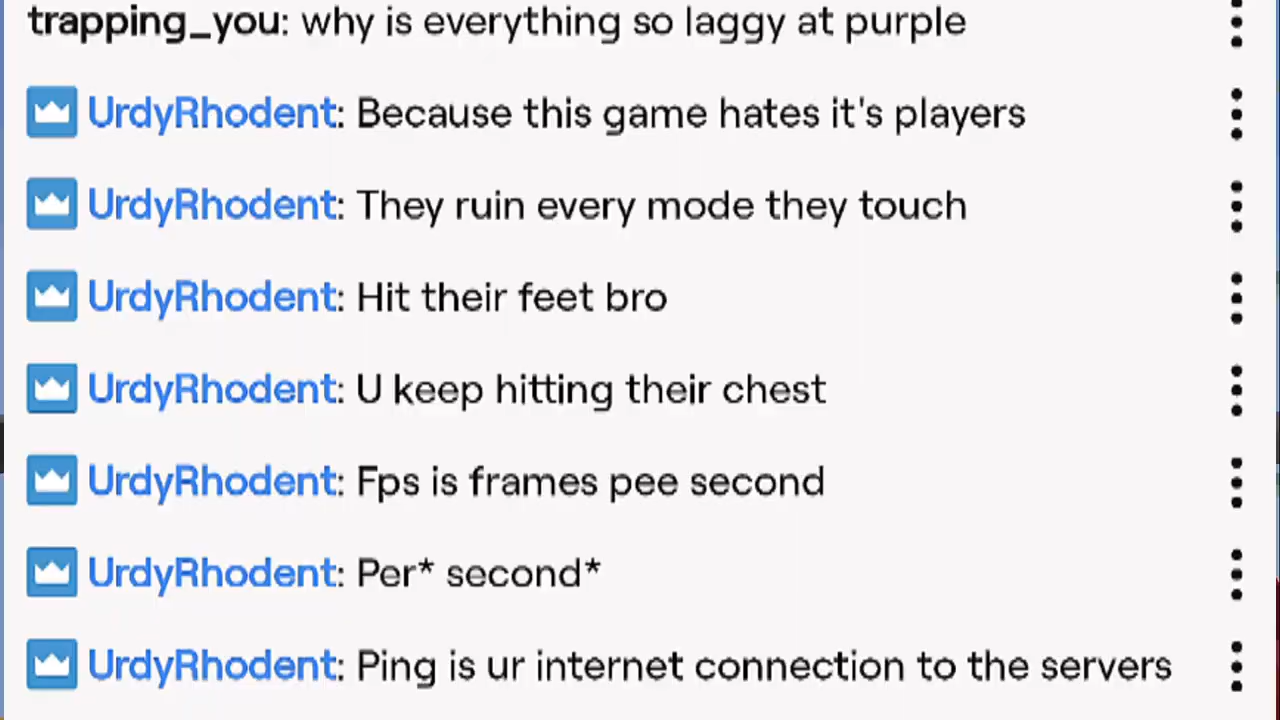 trapping_you: why is everything so laggy at purple
UrdyRhodent: Because this game hates it's players
UrdyRhodent: They ruin every mode they touch
UrdyRhodent: Hit their feet bro
UrdyRhodent: U keep hitting their chest
UrdyRhodent: Fps is frames pee second
UrdyRhodent: Per* second*
UrdyRhodent: Ping is ur internet connection to the servers